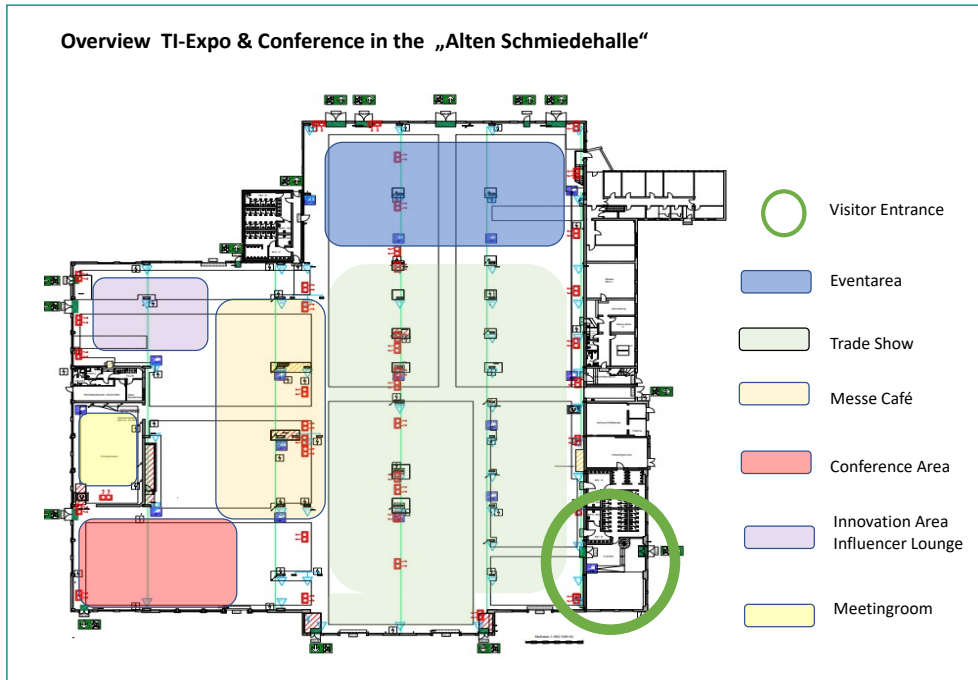 Overview TI-Expo & Conference in the „Alten Schmiedehalle“
Visitor Entrance
Eventarea
Trade Show
Messe Café
Conference Area
Innovation Area
Influencer Lounge
Meetingroom